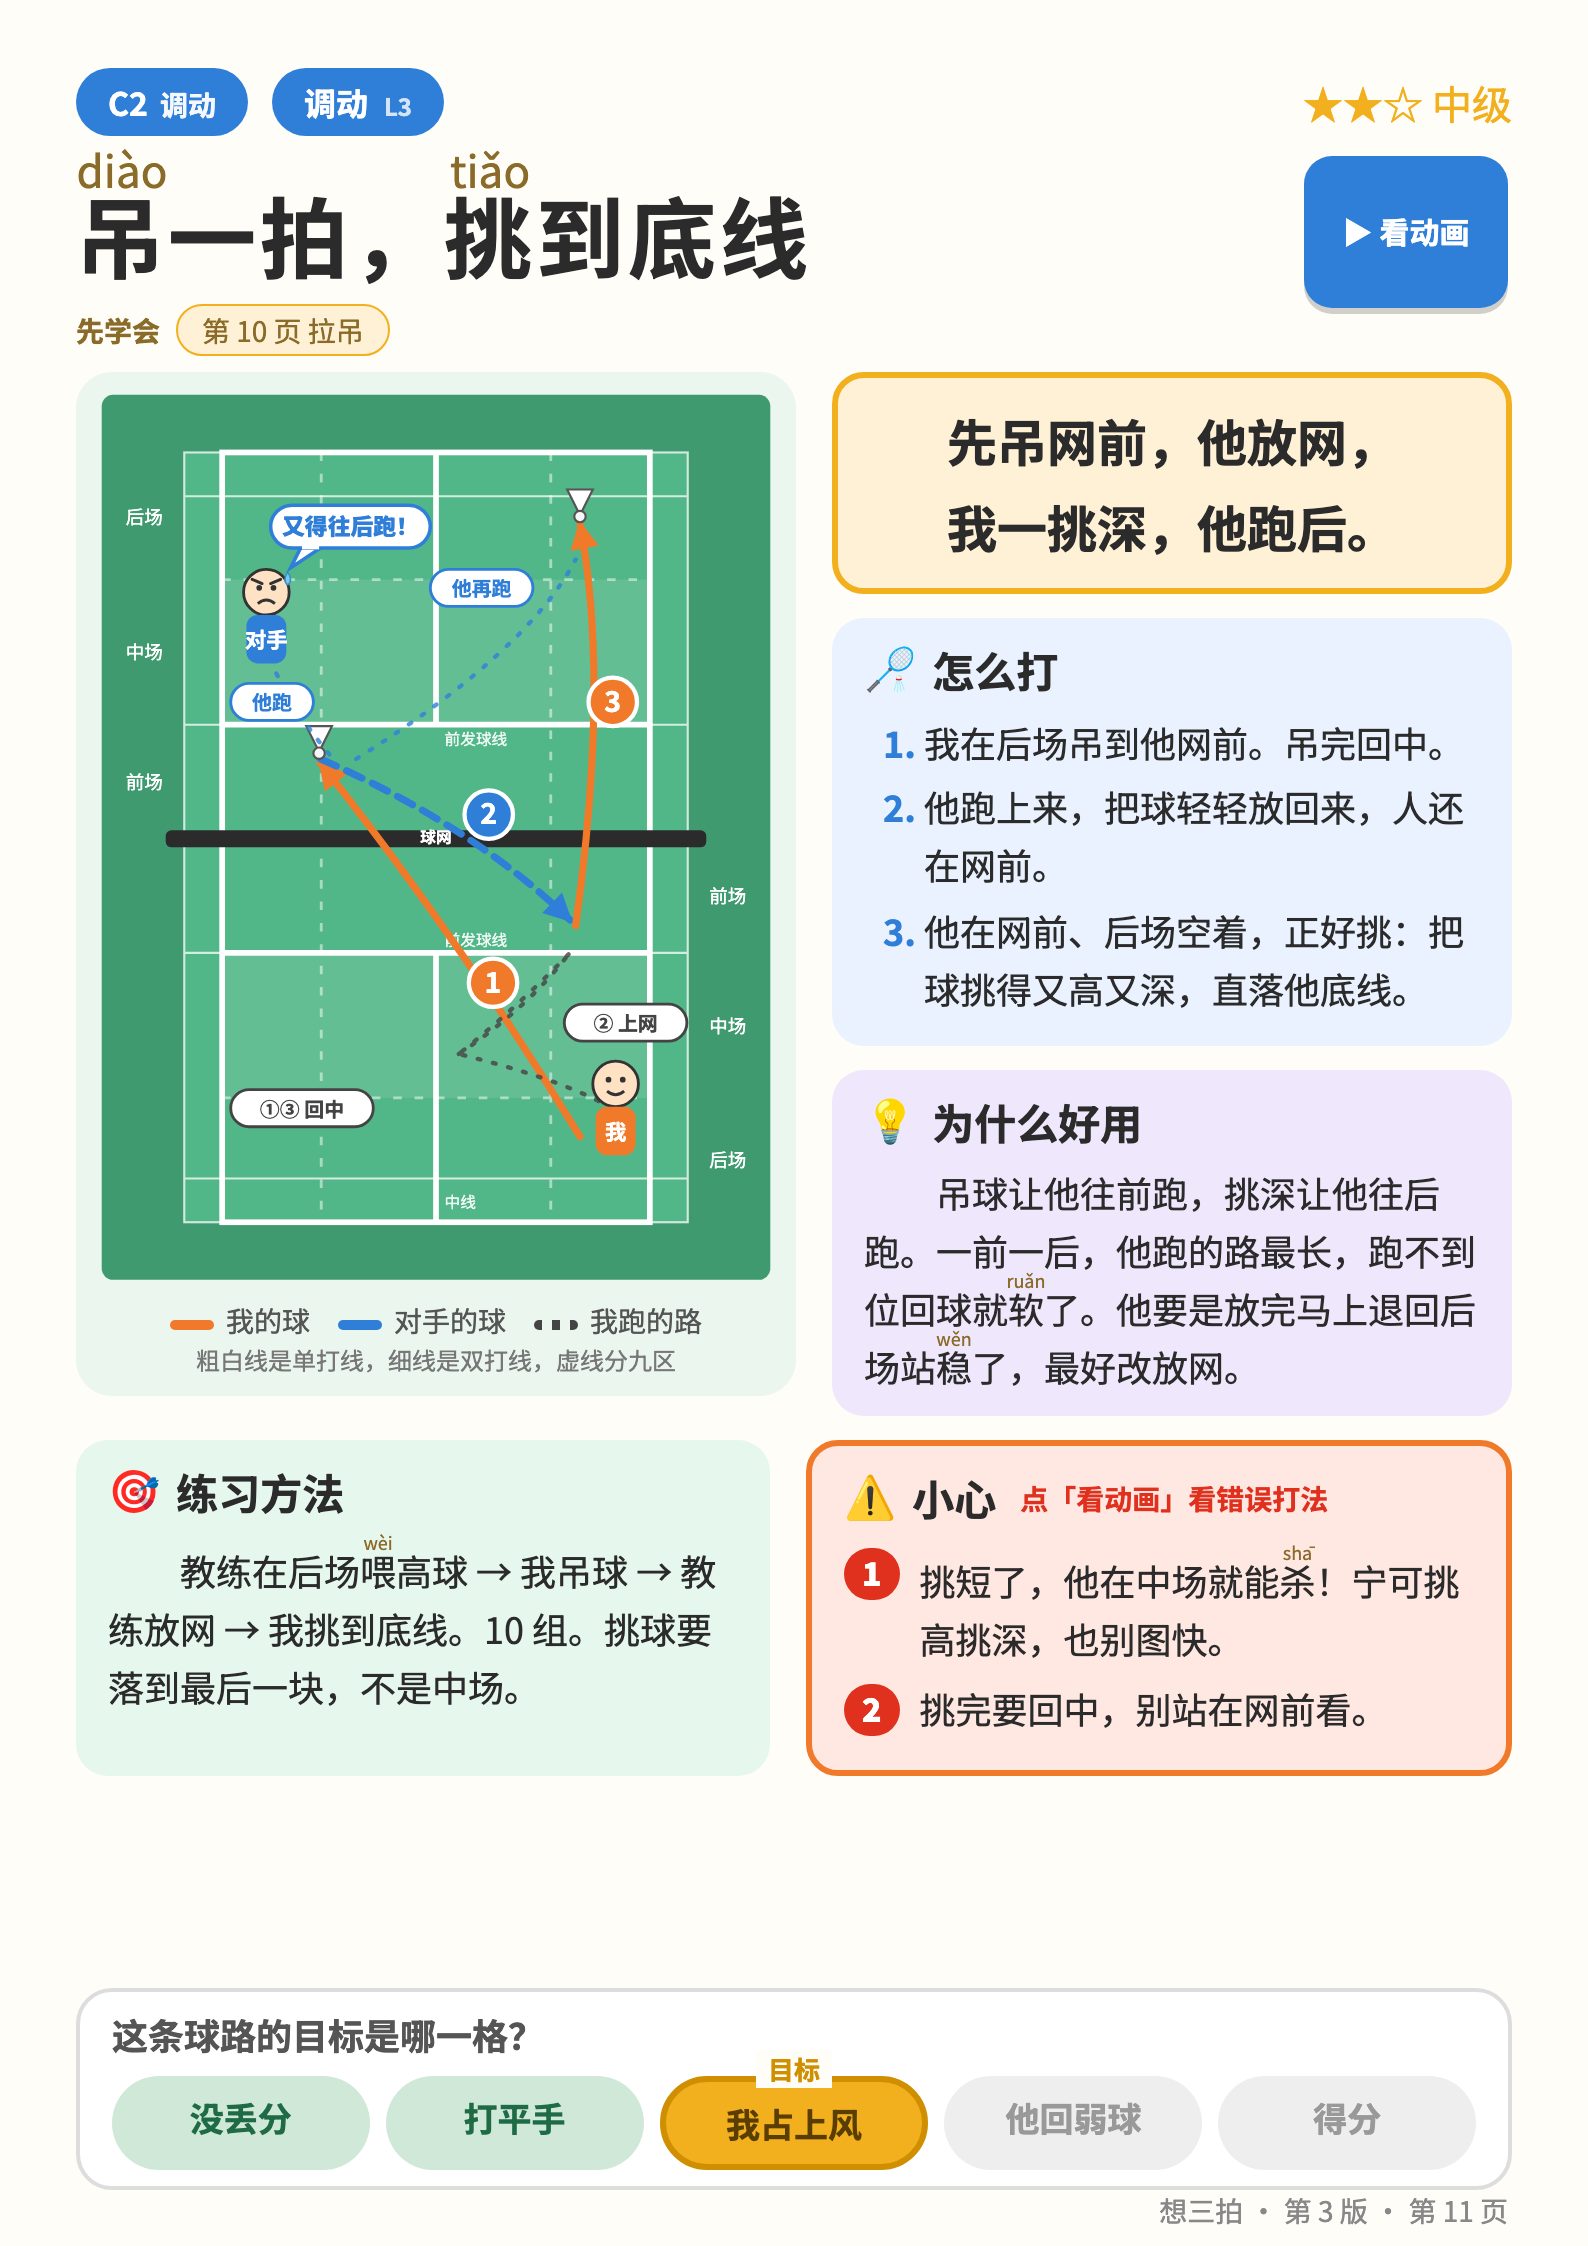 C2 调动 调动 L3
★★☆ 中级
diào tiǎo
吊一拍，挑到底线
▶ 看动画
先学会 第 10 页 拉吊
后场
又得往后跑！
他再跑
对手
中场
他跑
3
前发球线
前场
2
球网
前场
前发球线
1
② 上网
中场
①③ 回中
我
后场
中线
我的球 对手的球 我跑的路
粗白线是单打线，细线是双打线，虚线分九区
先吊网前，他放网，
我一挑深，他跑后。
怎么打
1. 我在后场吊到他网前。吊完回中。
2. 他跑上来，把球轻轻放回来，人还
在网前。
3. 他在网前、后场空着，正好挑：把
球挑得又高又深，直落他底线。
为什么好用
吊球让他往前跑，挑深让他往后
跑。一前一后，他跑的路最长，跑不到
ruǎn
位回球就软了。他要是放完马上退回后
wěn
场站稳了，最好改放网。
练习方法
wèi
教练在后场喂高球 → 我吊球 → 教
练放网 → 我挑到底线。10 组。挑球要
落到最后一块，不是中场。
小心 点「看动画」看错误打法
shā
1 挑短了，他在中场就能杀！宁可挑
高挑深，也别图快。
2 挑完要回中，别站在网前看。
这条球路的目标是哪一格？
目标
没丢分 打平手 我占上风 他回弱球 得分
想三拍 · 第 3 版 · 第 11 页